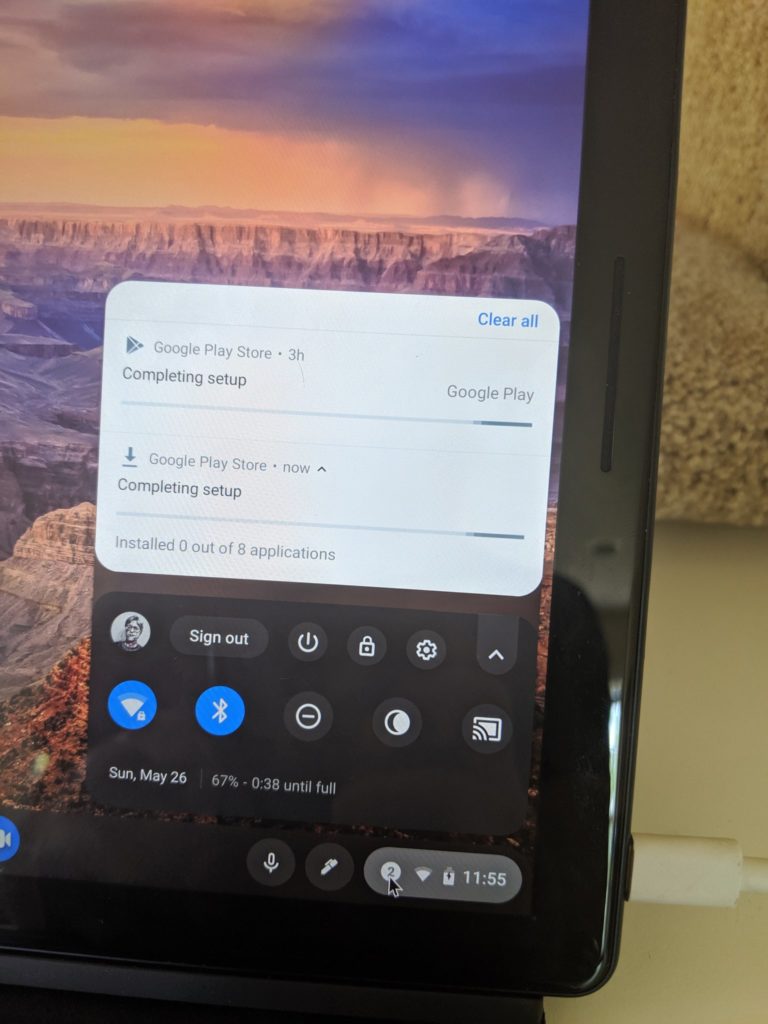 Clear all
Google Play Store • 3h
Completing setup
Google Play
Google Play Store • now
Completing setup
Installed 0 out of 8 applications
Sign out
Sun, May 26 | 67% - 0:38 until full
2 11:55